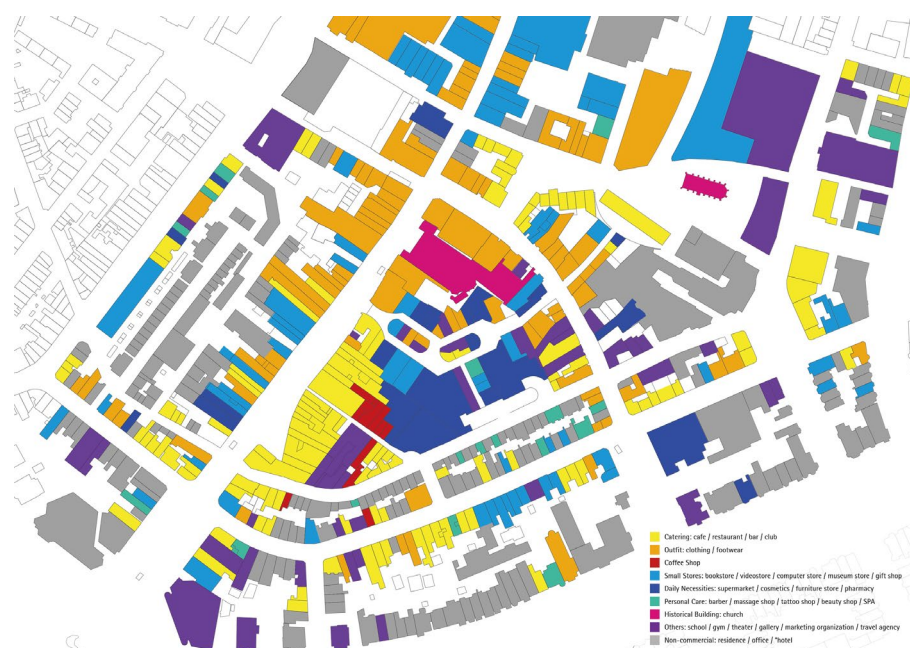 Catering: cafe / restaurant / bar / club
Outfit: clothing / footwear
Coffee Shop
Small Stores: bookstore / videostore / computer store / museum store / gift shop
Daily Necessities: supermarket / cosmetics / furniture store / pharmacy
Personal Care: barber / massage shop / tattoo shop / beauty shop / SPA
Historical Building: church
Others: school / gym / theater / gallery / marketing organization / travel agency
Non-commercial: residence / office / "hotel